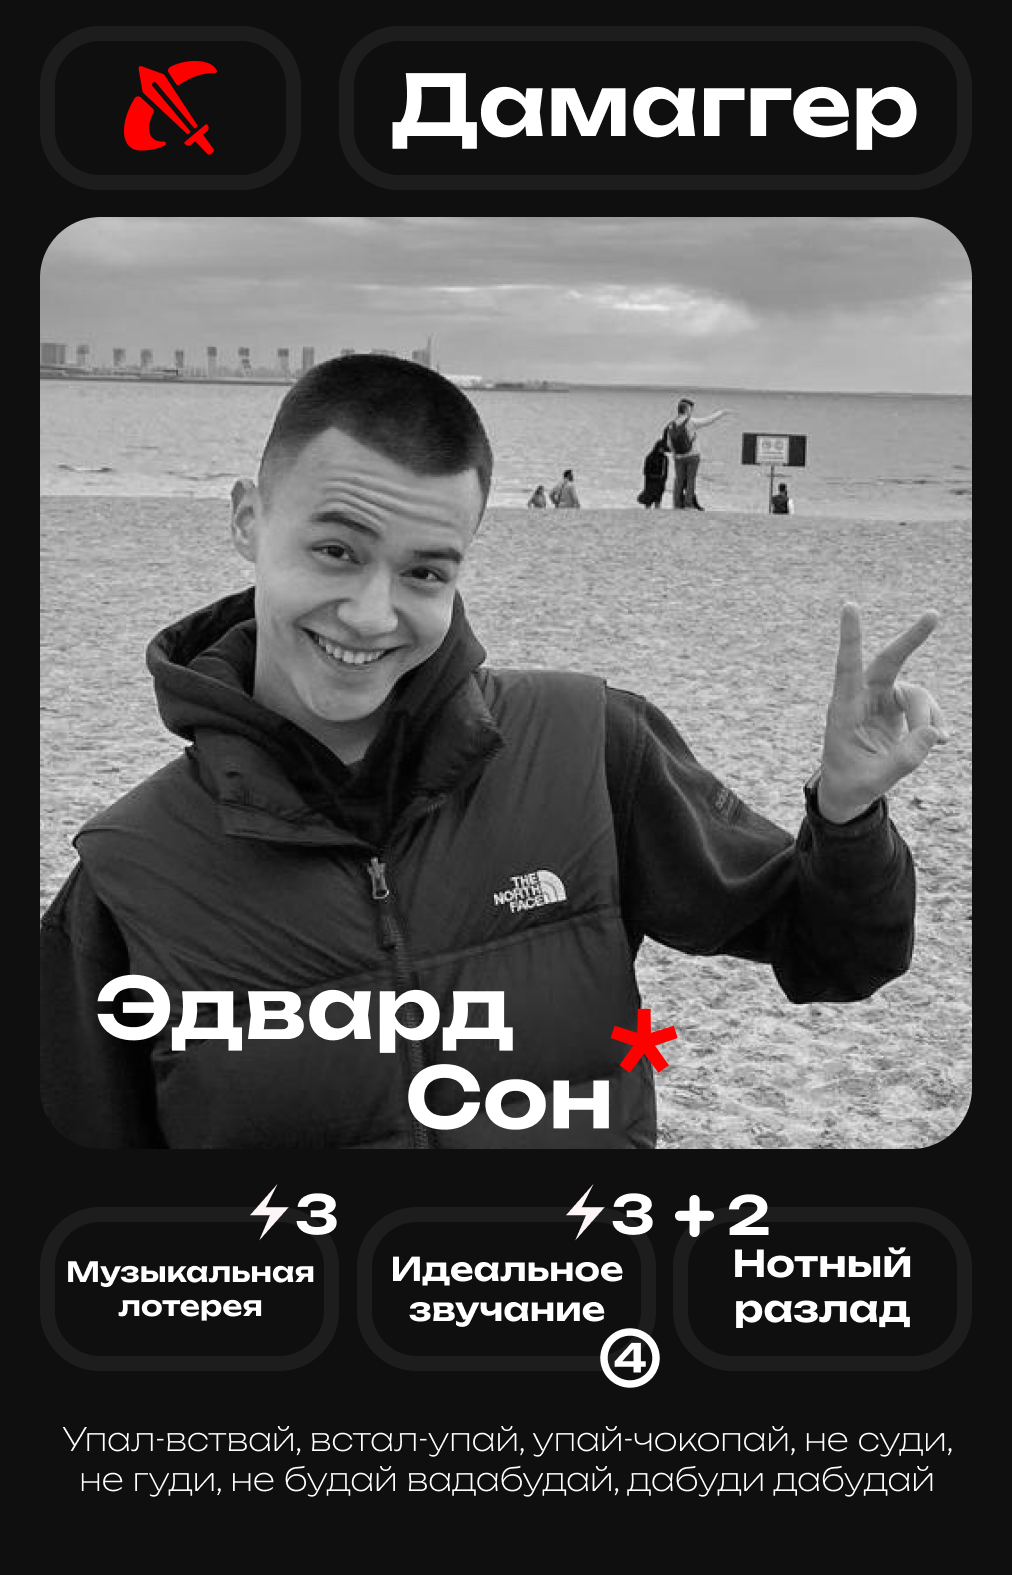 Дамаггер
THE
NORTH
FACE
Эдвард
Сон*
3
3
+2
Музыкальная
лотерея
Идеальное
звучание
Нотный
разлад
4
Упал-вствай, встал-упай, упай-чокопай, не суди,
не гуди, не будай вадабудай, дабуди дабудай